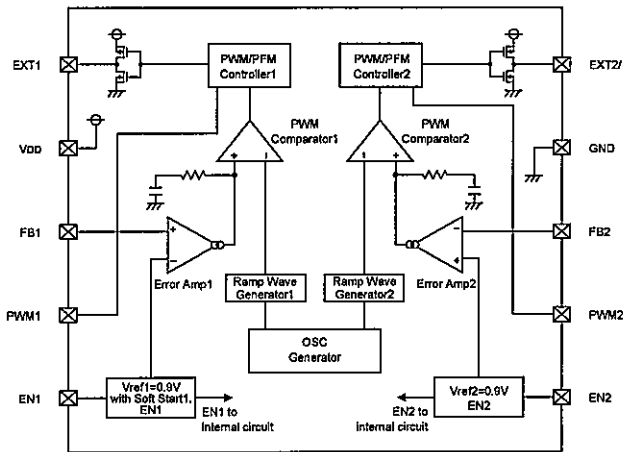 EXT1
PWM/PFM
Controller1
PWM/PFM
Controller2
EXT2/
VDD
PWM
Comparator1
PWM
Comparator2
GND
+
-
-
+
FB1
+
-
Error Amp1
-
+
Error Amp2
FB2
Ramp Wave
Generator1
Ramp Wave
Generator2
PWM1
PWM2
OSC
Generator
EN1
Vref1=0.9V
with Soft Start1,
EN1
EN1 to
Internal circuit
EN2 to
Internal circuit
Vref2=0.9V
EN2
EN2